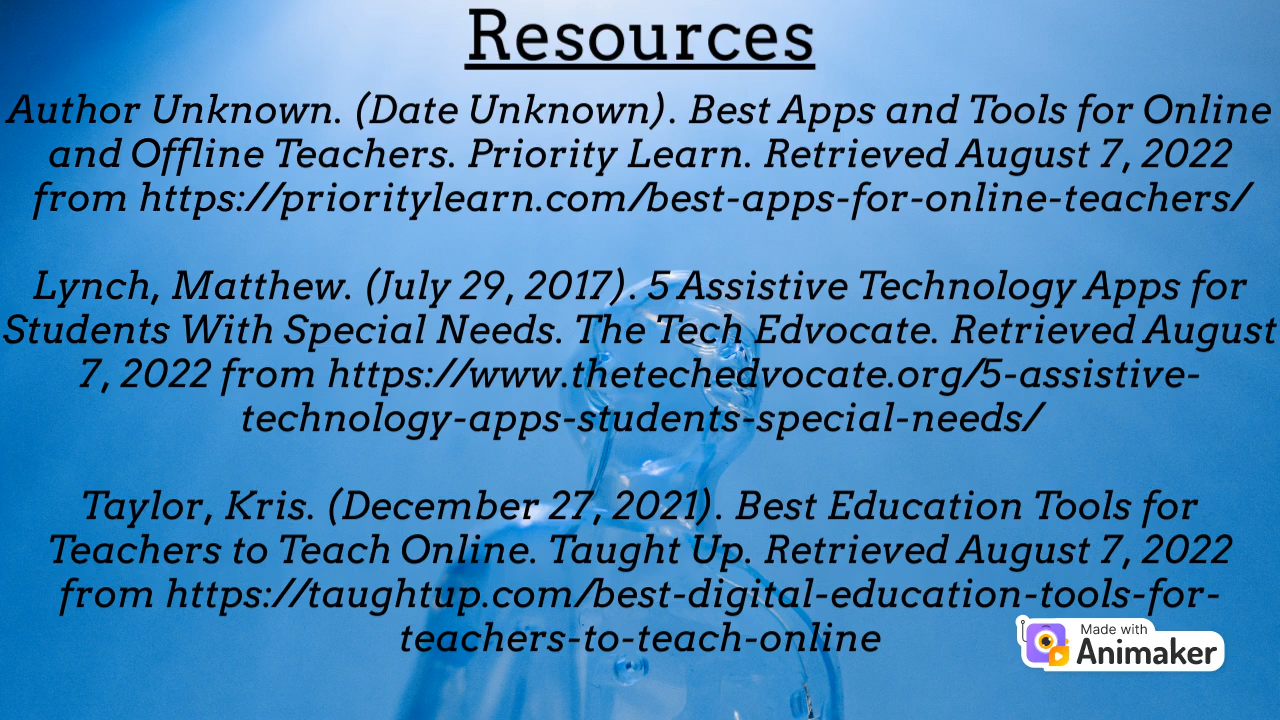 Resources
Author Unknown. (Date Unknown). Best Apps and Tools for Online
and Offline Teachers. Priority Learn. Retrieved August 7, 2022
from https://prioritylearn.com/best-apps-for-online-teachers/
Lynch, Matthew. (July 29, 2017). 5 Assistive Technology Apps for
Students With Special Needs. The Tech Edvocate. Retrieved August
7, 2022 from https://www.thetechedvocate.org/5-assistive-
technology-apps-students-special-needs/
Taylor, Kris. (December 27, 2021). Best Education Tools for
Teachers to Teach Online. Taught Up. Retrieved August 7, 2022
from https://taughtup.com/best-digital-education-tools-for-
teachers-to-teach-online
Made with
Animaker